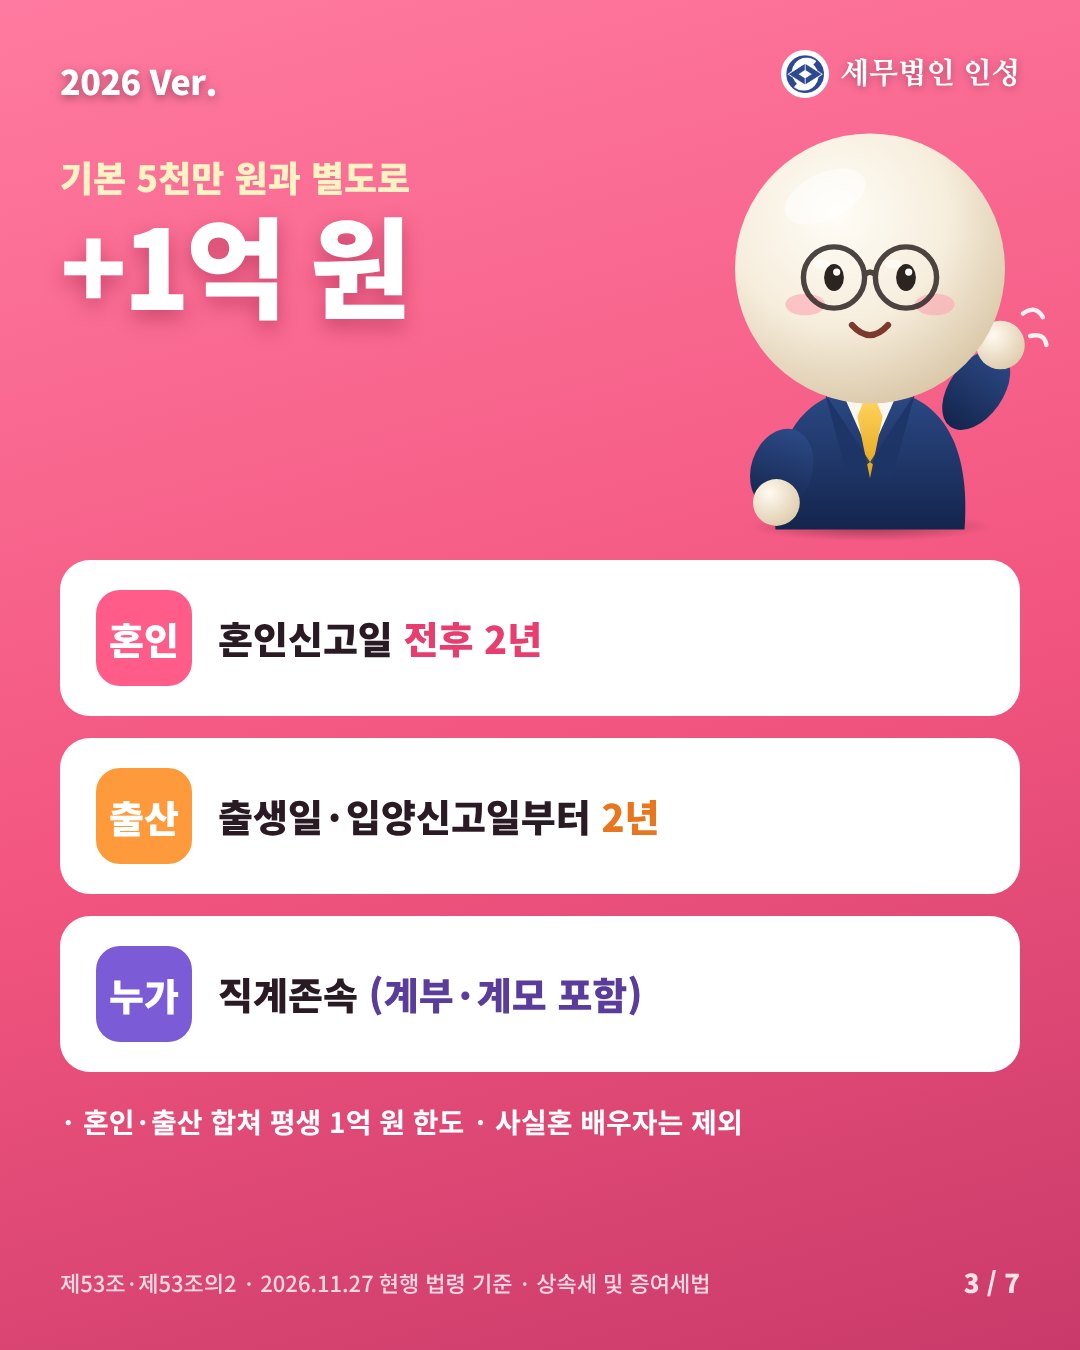 2026 Ver.
세무법인 인성
기본 5천만 원과 별도로
+1억 원
혼인
혼인신고일 전후 2년
출산
출생일·입양신고일부터 2년
누가
직계존속 (계부·계모 포함)
· 혼인·출산 합쳐 평생 1억 원 한도 · 사실혼 배우자는 제외
제53조·제53조의2 · 2026.11.27 현행 법령 기준 · 상속세 및 증여세법
3 / 7